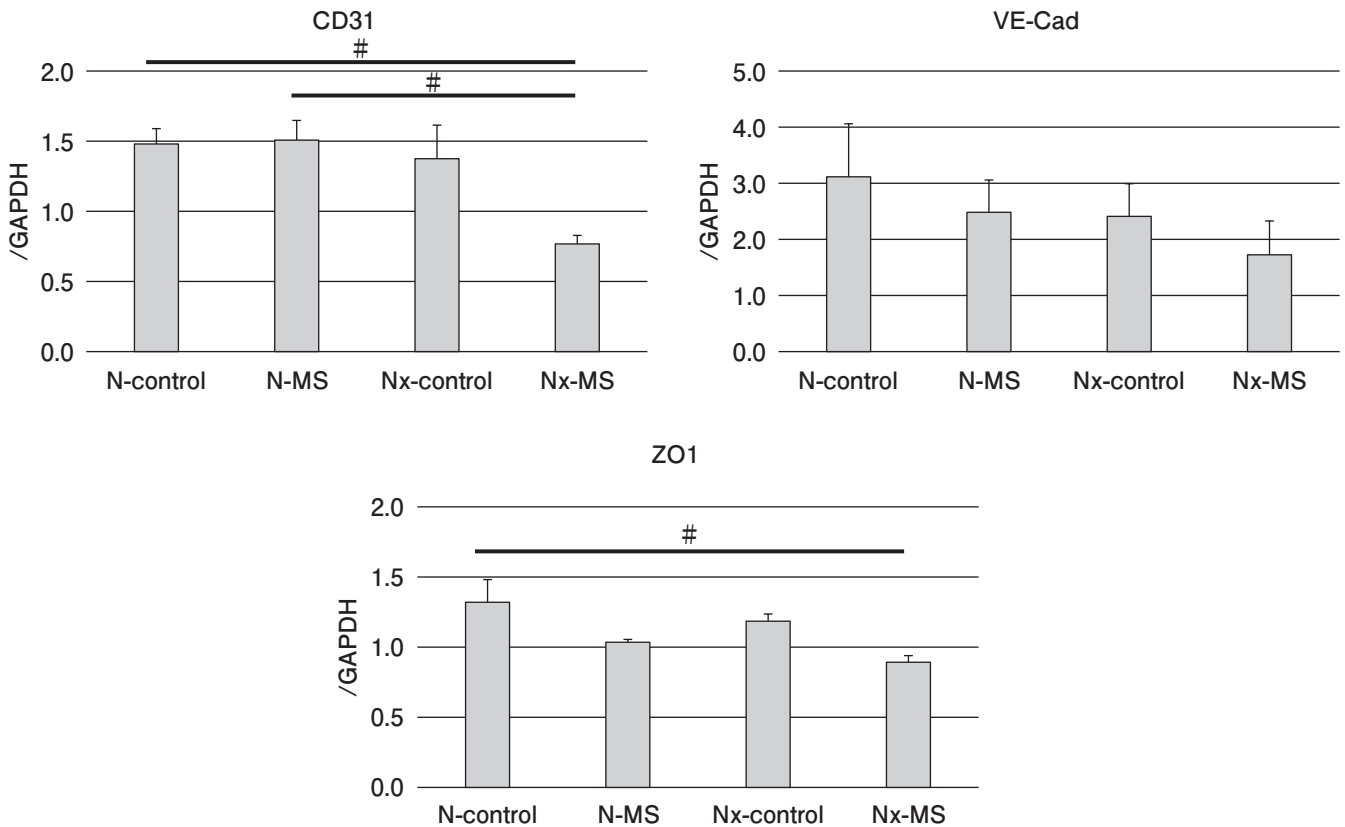 CD31
#
#
2.0
1.5
1.0
0.5
0.0
/GAPDH
N-control N-MS Nx-control Nx-MS
VE-Cad
5.0
4.0
3.0
2.0
1.0
0.0
/GAPDH
N-control N-MS Nx-control Nx-MS
ZO1
#
2.0
1.5
1.0
0.5
0.0
/GAPDH
N-control N-MS Nx-control Nx-MS